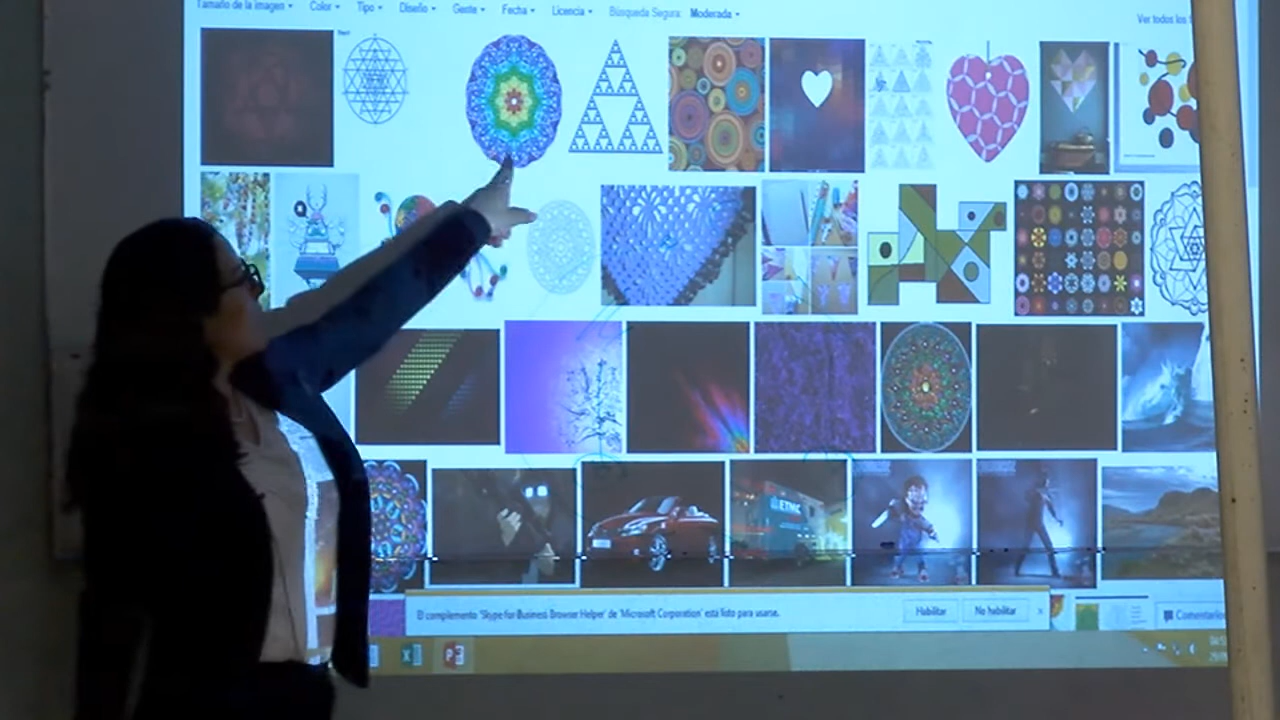 Tamaño de la imagen Color Tipo Diseño Gente Fecha Licencia Búsqueda Segura: Moderada
Ver todos los
ETMC
El complemento 'Skype for Business Browser Helper' de 'Microsoft Corporation' está listo para usarse.
Habilitar
No habilitar
×
Comentarios